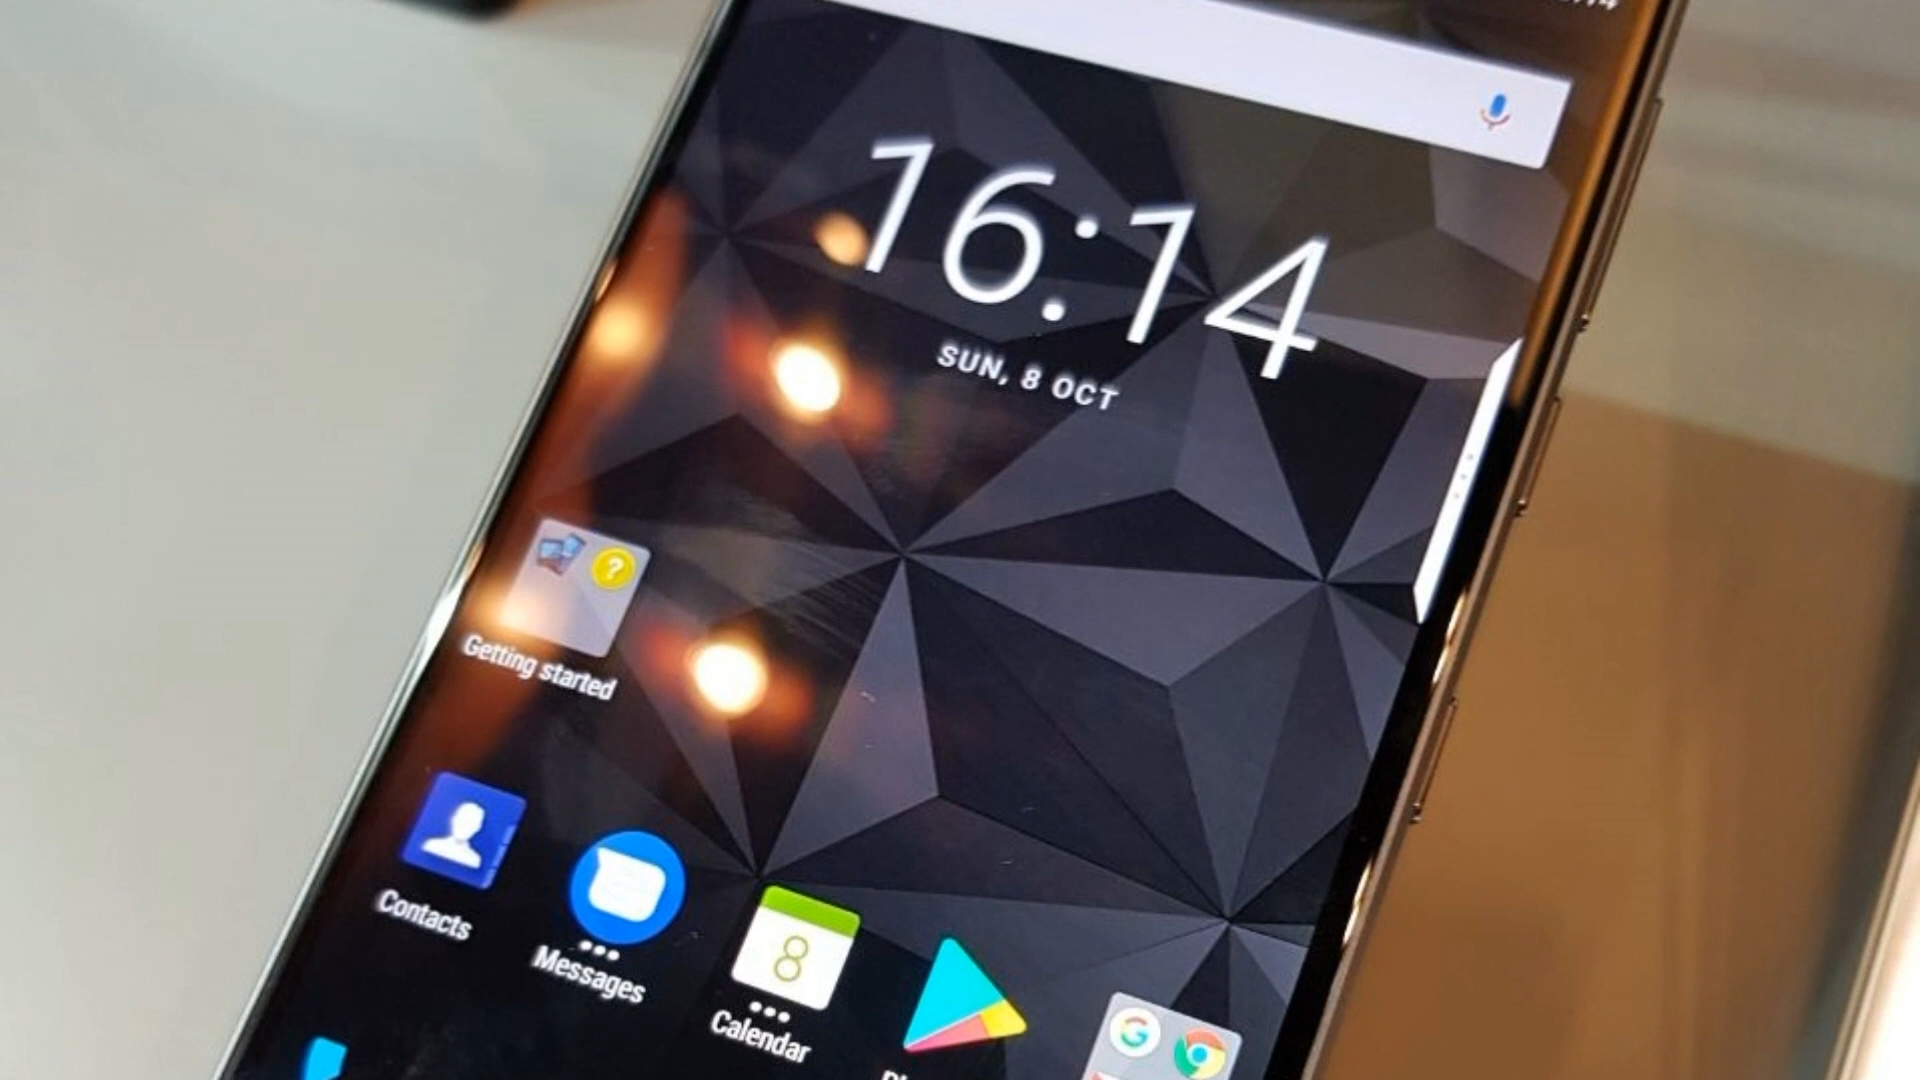 16:14
SUN, 8 OCT
?
Getting started
Contacts
Messages
8
Calendar
G